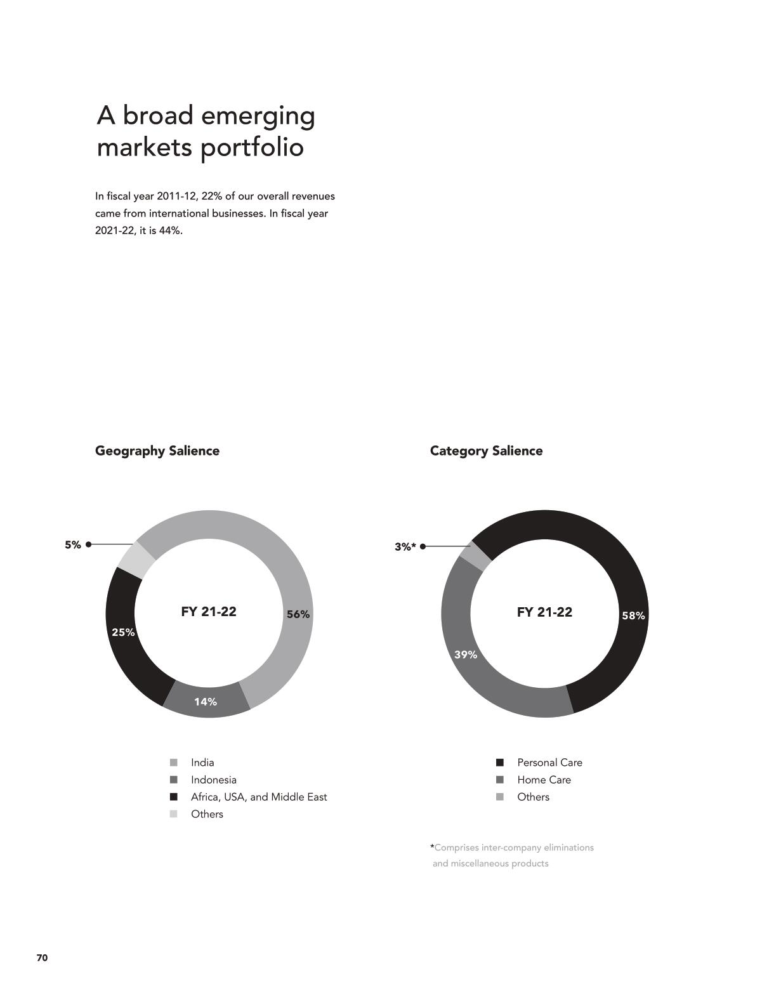 A broad emerging
markets portfolio
In fiscal year 2011-12, 22% of our overall revenues
came from international businesses. In fiscal year
2021-22, it is 44%.
Geography Salience
5%
FY 21-22
56%
25%
14%
India
Indonesia
Africa, USA, and Middle East
Others
Category Salience
3%*
FY 21-22
58%
39%
Personal Care
Home Care
Others
*Comprises inter-company eliminations
and miscellaneous products
70